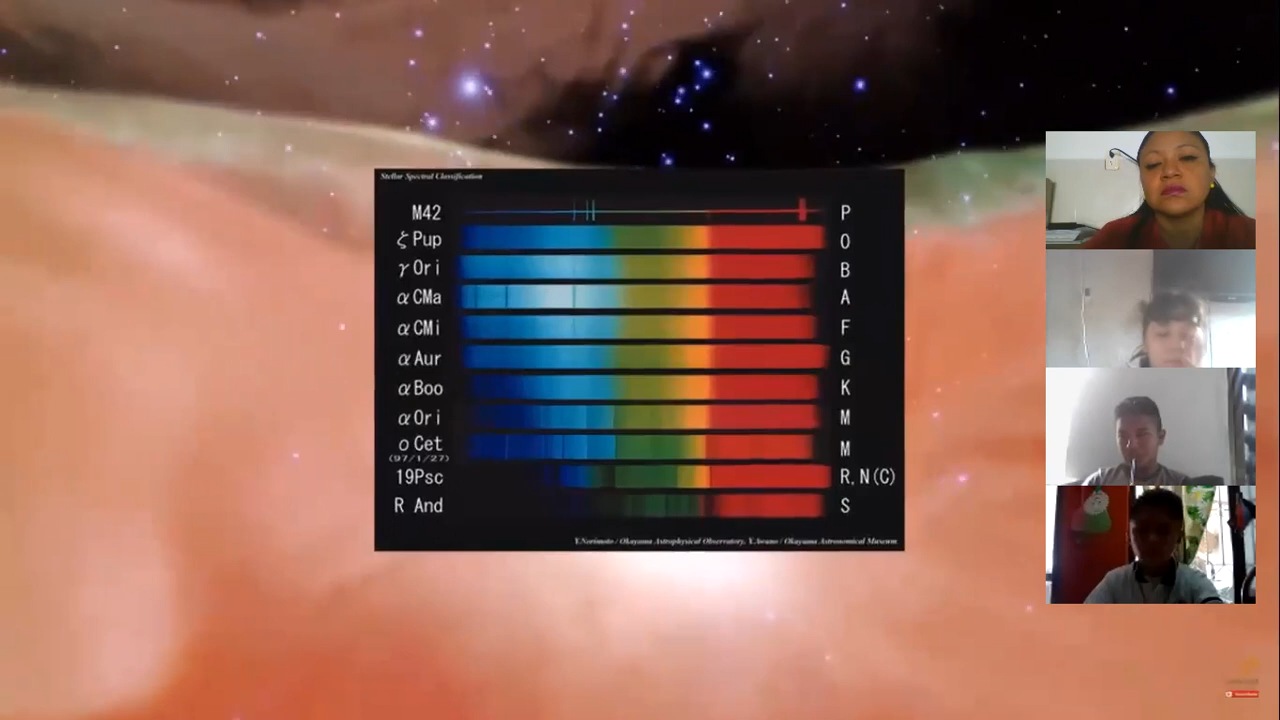 Stellar Spectral Classification
M42 P
ζ Pup O
γ Ori B
α CMa A
α CMi F
α Aur G
α Boo K
α Ori M
ο Cet M
(97/1/27)
19Psc R,N(C)
R And S
Y.Norimoto / Okayama Astrophysical Observatory, Y.Awano / Okayama Astronomical Museum